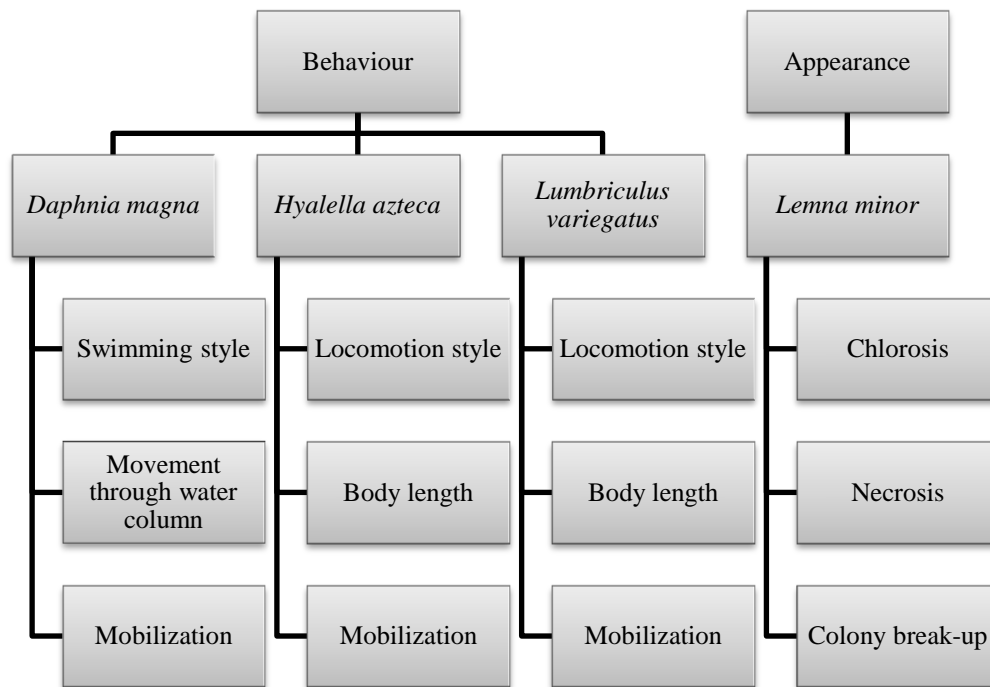 Behaviour
Appearance
Daphnia magna
Hyalella azteca
Lumbriculus
variegatus
Lemna minor
Swimming style
Locomotion style
Locomotion style
Chlorosis
Movement
through water
column
Body length
Body length
Necrosis
Mobilization
Mobilization
Mobilization
Colony break-up